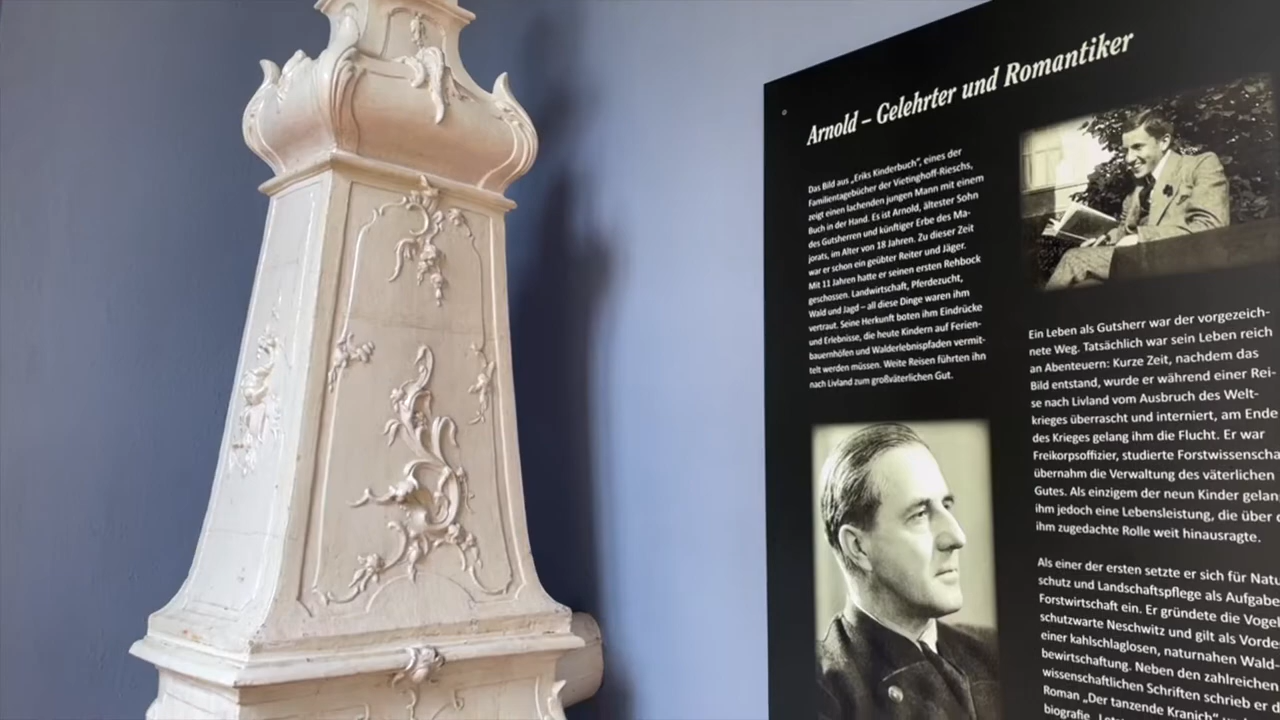 Arnold – Gelehrter und Romantiker
Das Bild aus „Eriks Kinderbuch“, eines der
Familientagebücher der Vietinghoff-Rieschs,
zeigt einen lachenden jungen Mann mit einem
Buch in der Hand. Es ist Arnold, ältester Sohn
des Gutsherren und künftiger Erbe des Ma-
jorats, im Alter von 18 Jahren. Zu dieser Zeit
war er schon ein geübter Reiter und Jäger.
Mit 11 Jahren hatte er seinen ersten Rehbock
geschossen. Landwirtschaft, Pferdezucht,
Wald und Jagd – all diese Dinge waren ihm
vertraut. Seine Herkunft boten ihm Eindrücke
und Erlebnisse, die heute Kindern auf Ferien-
bauernhöfen und Walderlebnispfaden vermit-
telt werden müssen. Weite Reisen führten ihn
nach Livland zum großväterlichen Gut.
Ein Leben als Gutsherr war der vorgezeich-
nete Weg. Tatsächlich war sein Leben reich
an Abenteuern: Kurze Zeit, nachdem das
Bild entstand, wurde er während einer Rei-
se nach Livland vom Ausbruch des Welt-
krieges überrascht und interniert, am Ende
des Krieges gelang ihm die Flucht. Er war
Freikorpsoffizier, studierte Forstwissenscha
übernahm die Verwaltung des väterlichen
Gutes. Als einzigem der neun Kinder gelan
ihm jedoch eine Lebensleistung, die über
ihm zugedachte Rolle weit hinausragte.
Als einer der ersten setzte er sich für Natu
schutz und Landschaftspflege als Aufgabe
Forstwirtschaft ein. Er gründete die Vogel
schutzwarte Neschwitz und gilt als Vorde
einer kahlschlaglosen, naturnahen Wald-
bewirtschaftung. Neben den zahlreichen
wissenschaftlichen Schriften schrieb er d
Roman „Der tanzende Kranich“
biografie